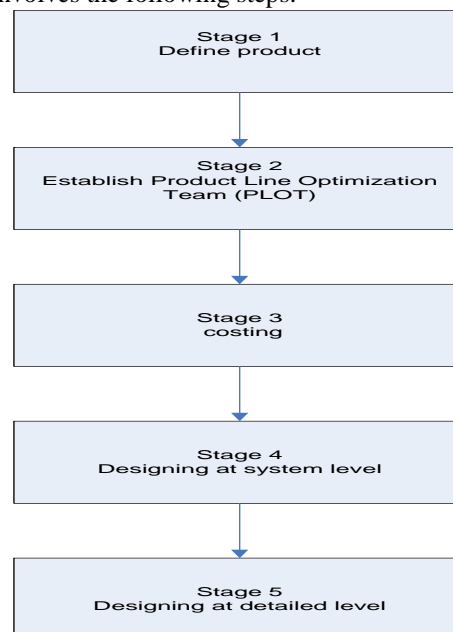 involves the following steps:
Stage 1
Define product
Stage 2
Establish Product Line Optimization
Team (PLOT)
Stage 3
costing
Stage 4
Designing at system level
Stage 5
Designing at detailed level